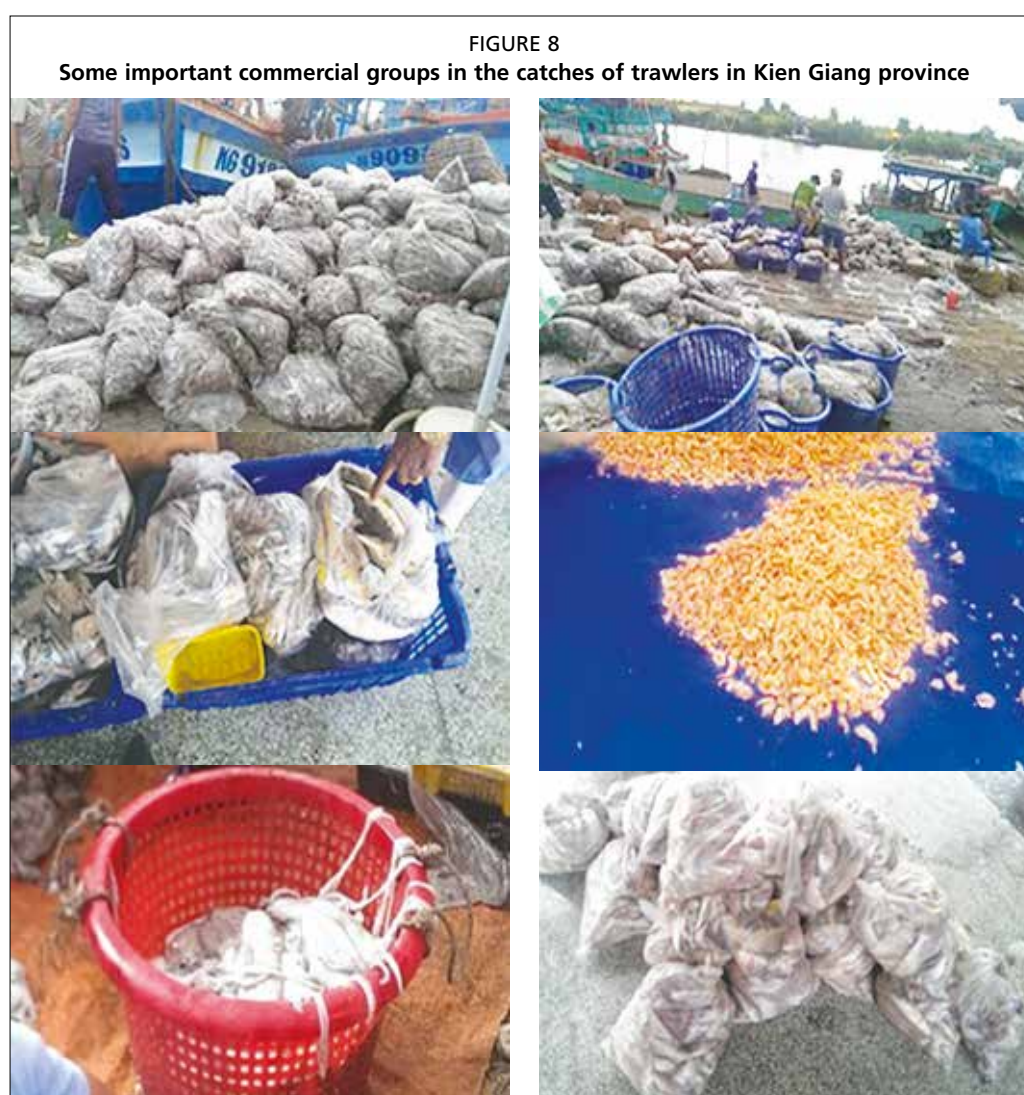 FIGURE 8
Some important commercial groups in the catches of trawlers in Kien Giang province